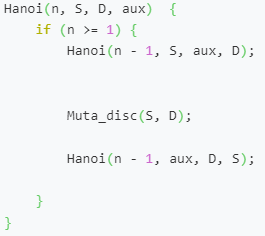 Hanoi(n, S, D, aux)  {
    if (n >= 1) {
        Hanoi(n - 1, S, aux, D);
        Muta_disc(S, D);
        Hanoi(n - 1, aux, D, S);
    }
}